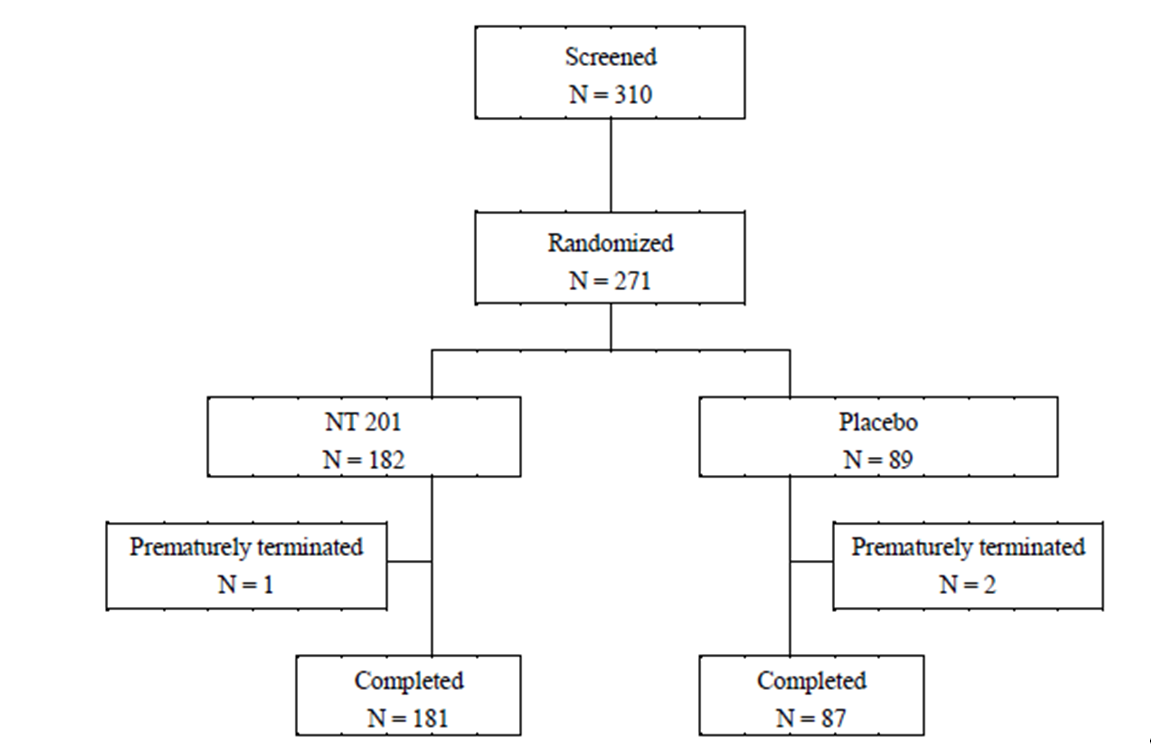 Screened
N = 310
Randomized
N = 271
NT 201
N = 182
Placebo
N = 89
Prematurely terminated
N = 1
Prematurely terminated
N = 2
Completed
N = 181
Completed
N = 87